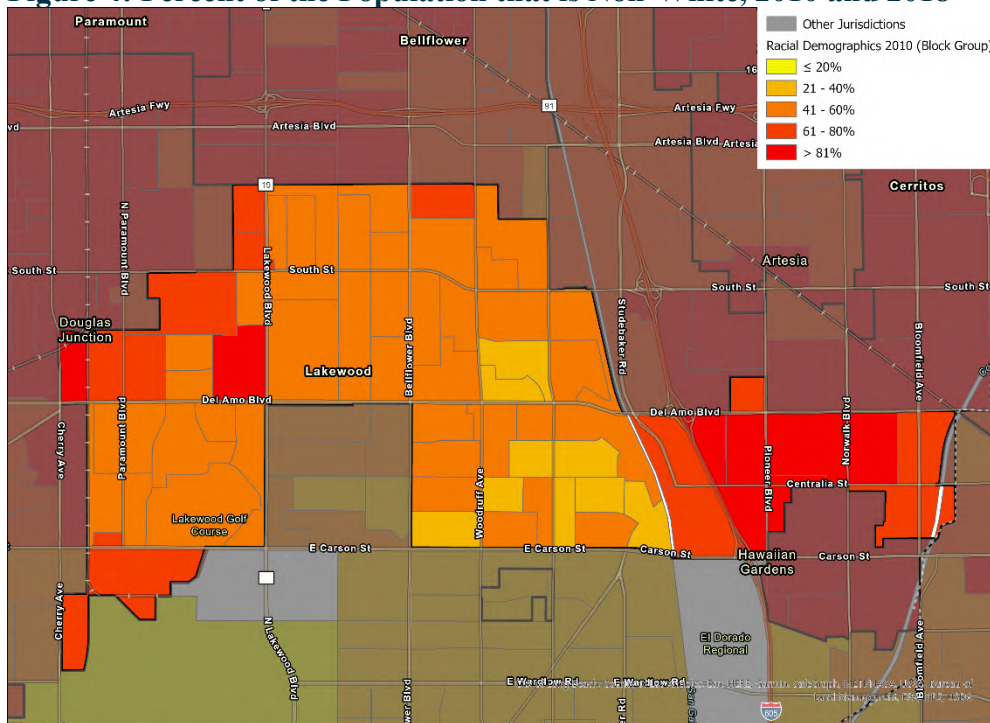 Figure 4: Percent of the Population that is Non-White, 2010 and 2018
Paramount
Bellflower
Other Jurisdictions
Racial Demographics 2010 (Block Group)
≤ 20%
21 - 40%
41 - 60%
61 - 80%
> 81%
Artesia Fwy
91
Artesia Fwy
Artesia Blvd
Artesia Blvd
Cerritos
19
N Paramount Blvd
Lakewood Blvd
South St
South St
Artesia
South St
South St
Studebaker Rd
Douglas
Junction
Bellflower Blvd
Bloomfield Ave
Lakewood
Del Amo Blvd
Del Amo Blvd
Paramount Blvd
Cherry Ave
Woodruff Ave
Pioneer Blvd
Norwalk Blvd
Centralia St
Lakewood Golf
Course
E Carson St
E Carson St
Carson St
Hawaiian
Gardens
Carson St
Cherry Ave
N Lakewood Blvd
El Dorado
Regional
Bloomfield Ave
E Wardlow Rd
E Wardlow Rd
605